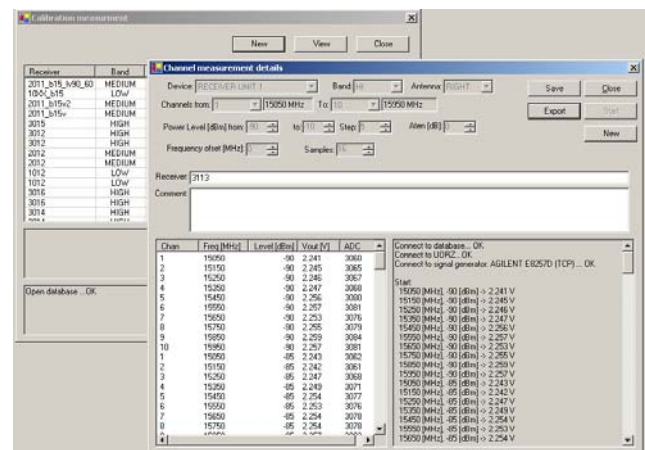 Calibration measurment
New View Close
Receiver Band
2011_b15_lv90_60 MEDIUM
LOW
2011_b15v2 MEDIUM
2011_b15v MEDIUM
3015 HIGH
3012 HIGH
3012 HIGH
2012 MEDIUM
2012 MEDIUM
1012 LOW
1012 LOW
3016 HIGH
3016 HIGH
3014 HIGH
Open database ... OK
Channel measurement details
Device: RECEIVER UNIT 1 Band: HI Antenna: RIGHT Save Close
Channels from: 1 15050 MHz To: 10 15950 MHz Export Start
Power Level [dBm] from: -90 to: 10 Step: 5 Aten [dB]: 0 New
Frequency ofset [MHz]: 0 Samples: 16
Receiver: 3113
Comment:
Chan Freq [MHz] Level [dBm] Vout [V] ADC
1 15050 -90 2.241 3060
2 15150 -90 2.245 3065
3 15250 -90 2.246 3067
4 15350 -90 2.247 3068
5 15450 -90 2.256 3080
6 15550 -90 2.257 3081
7 15650 -90 2.253 3076
8 15750 -90 2.255 3079
9 15850 -90 2.259 3084
10 15950 -90 2.257 3081
1 15050 -85 2.243 3062
2 15150 -85 2.242 3061
3 15250 -85 2.247 3068
4 15350 -85 2.249 3071
5 15450 -85 2.254 3077
6 15550 -85 2.253 3076
7 15650 -85 2.254 3078
8 15750 -85 2.254 3078
Connect to database... OK
Connect to UORZ... OK
Connect to signal generator: AGILENT E8257D (TCP) ... OK
Start
15050 [MHz], -90 [dBm] -> 2.241 V
15150 [MHz], -90 [dBm] -> 2.245 V
15250 [MHz], -90 [dBm] -> 2.246 V
15350 [MHz], -90 [dBm] -> 2.247 V
15450 [MHz], -90 [dBm] -> 2.256 V
15550 [MHz], -90 [dBm] -> 2.257 V
15650 [MHz], -90 [dBm] -> 2.253 V
15750 [MHz], -90 [dBm] -> 2.255 V
15850 [MHz], -90 [dBm] -> 2.259 V
15950 [MHz], -90 [dBm] -> 2.257 V
15050 [MHz], -85 [dBm] -> 2.243 V
15150 [MHz], -85 [dBm] -> 2.242 V
15250 [MHz], -85 [dBm] -> 2.247 V
15350 [MHz], -85 [dBm] -> 2.249 V
15450 [MHz], -85 [dBm] -> 2.254 V
15550 [MHz], -85 [dBm] -> 2.253 V
15650 [MHz], -85 [dBm] -> 2.254 V